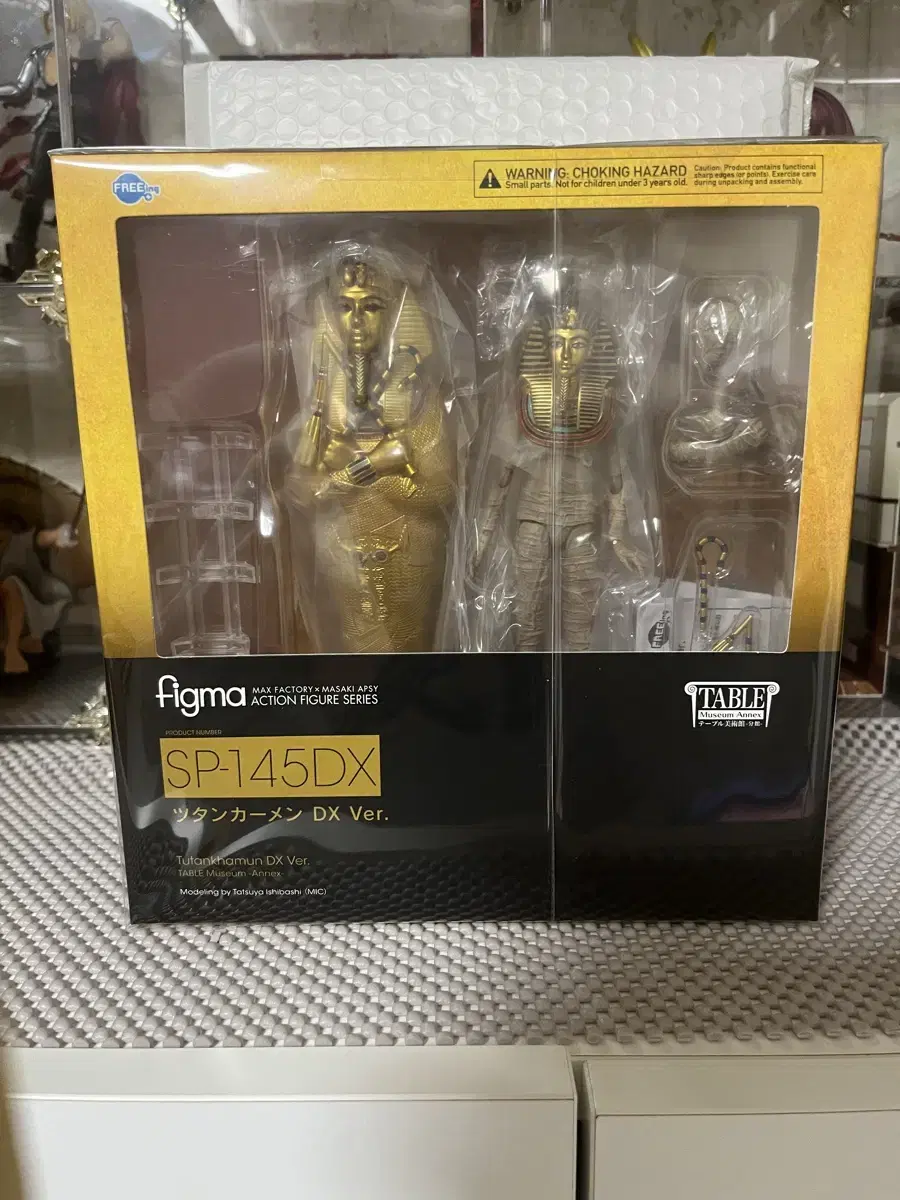 FREEing
WARNING: CHOKING HAZARD
Small parts. Not for children under 3 years old.
Caution: Product contains functional
sharp edges (or points). Exercise care
during unpacking and assembly.
FREEing
figma
MAX FACTORY × MASAKI APSY
ACTION FIGURE SERIES
TABLE
Museum Annex
テーブル美術館-分館-
PRODUCT NUMBER
SP-145DX
ツタンカーメン DX Ver.
Tutankhamun DX Ver.
TABLE Museum -Annex-
Modeling by Tatsuya Ishibashi (MIC)